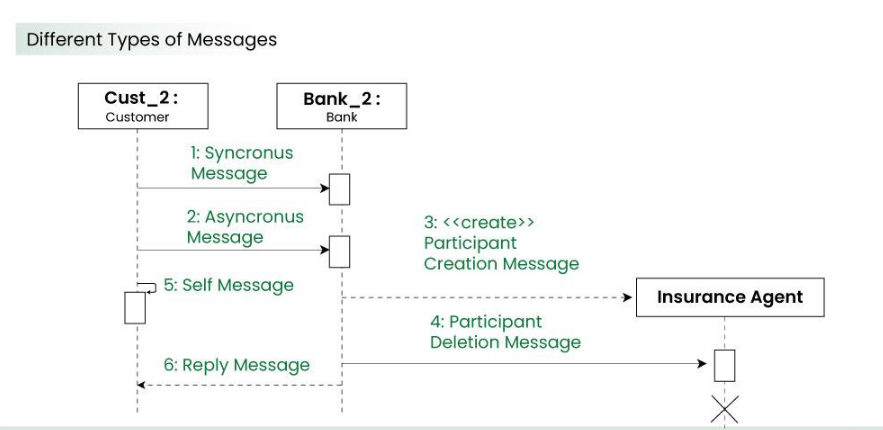 Different Types of Messages
Cust_2 :
Customer
Bank_2 :
Bank
1: Syncronus
Message
2: Asyncronus
Message
3: <<create>>
Participant
Creation Message
5: Self Message
Insurance Agent
4: Participant
Deletion Message
6: Reply Message